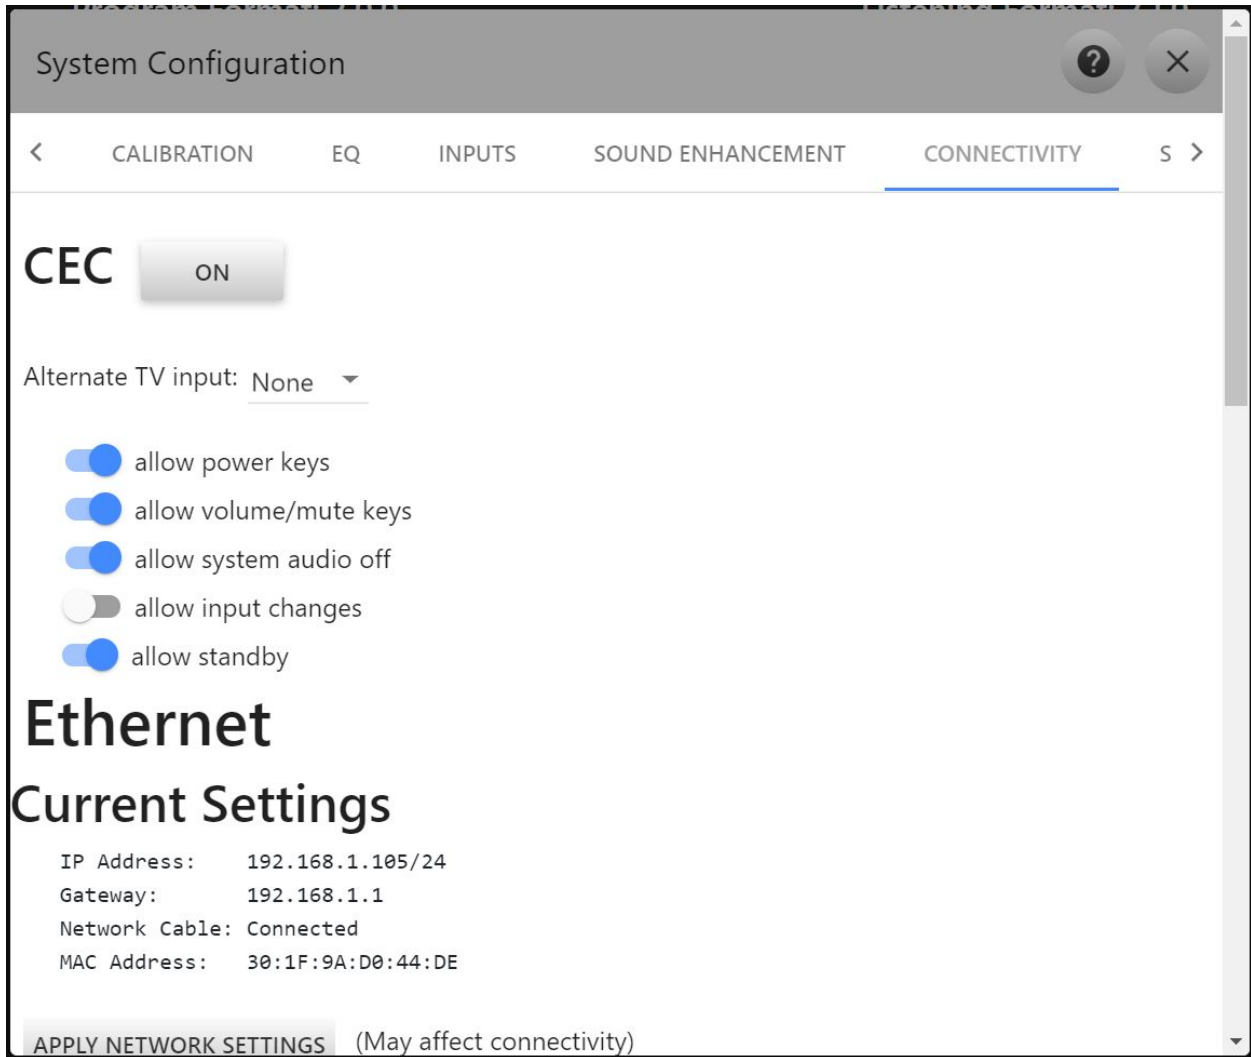 System Configuration
CALIBRATION EQ INPUTS SOUND ENHANCEMENT CONNECTIVITY S
CEC ON
Alternate TV input: None
allow power keys
allow volume/mute keys
allow system audio off
allow input changes
allow standby
Ethernet
Current Settings
IP Address: 192.168.1.105/24
Gateway: 192.168.1.1
Network Cable: Connected
MAC Address: 30:1F:9A:D0:44:DE
APPLY NETWORK SETTINGS (May affect connectivity)